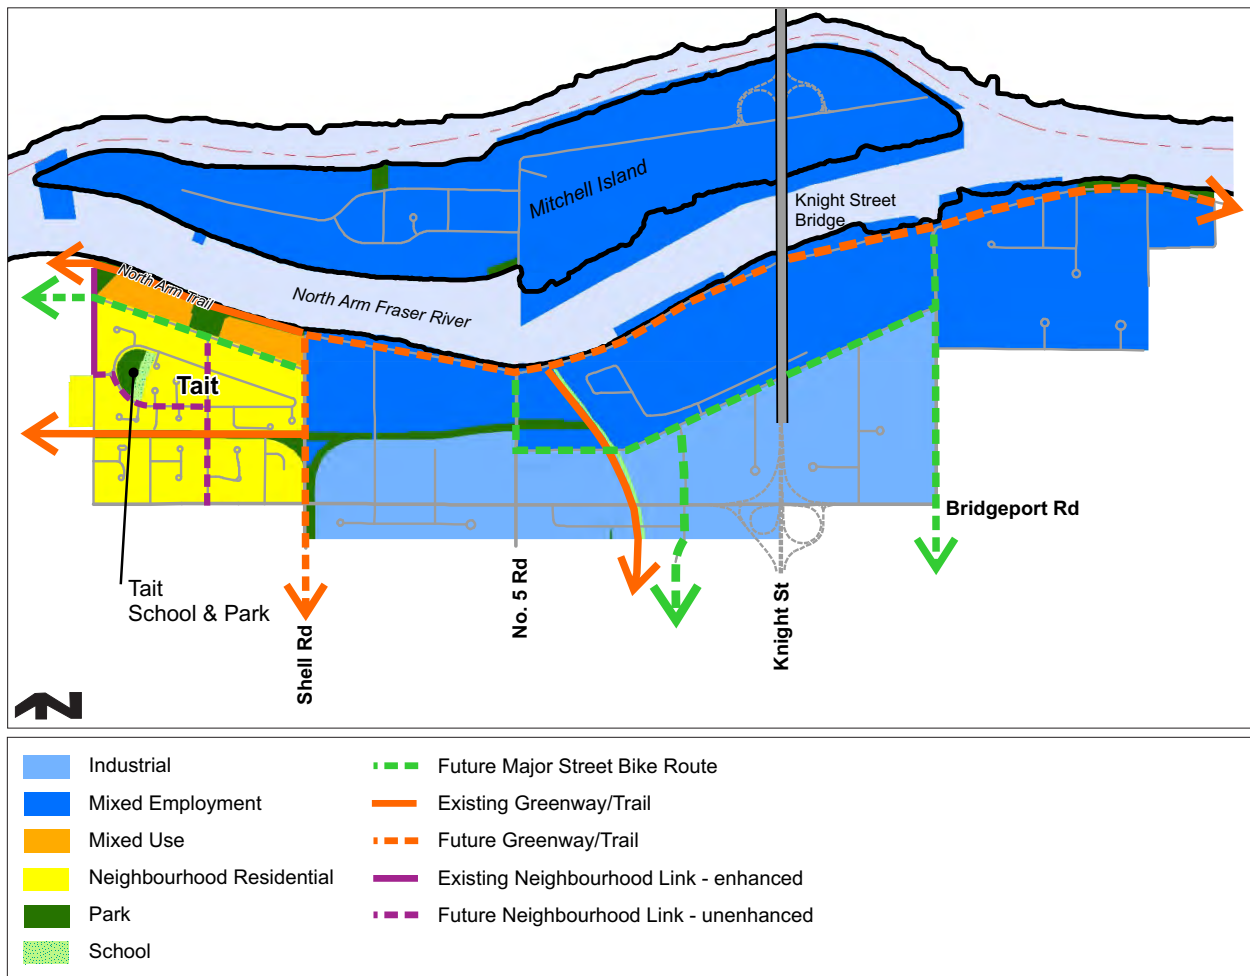 Mitchell Island
Knight Street
Bridge
North Arm Trail
North Arm Fraser River
Tait
Bridgeport Rd
Tait
School & Park
Shell Rd
No. 5 Rd
Knight St
N
Industrial
Mixed Employment
Mixed Use
Neighbourhood Residential
Park
School
Future Major Street Bike Route
Existing Greenway/Trail
Future Greenway/Trail
Existing Neighbourhood Link - enhanced
Future Neighbourhood Link - unenhanced